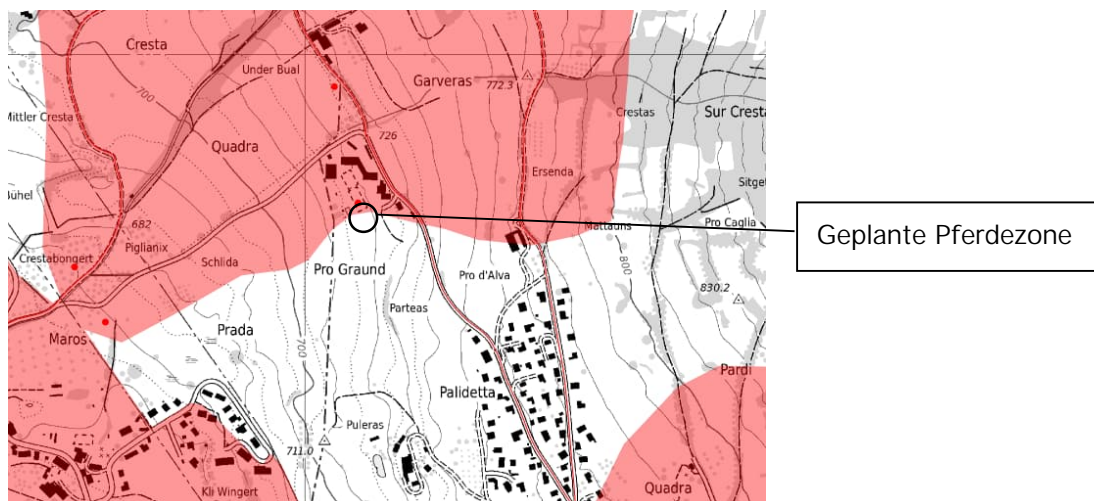 Cresta
Under Bual
Garveras
772.3
700
Crestas
Sur Cresta
Mittler Cresta
Quadra
726
Ersenda
Sitget
Bühel
682
Piglianix
Mattauns
Pro Caglia
Geplante Pferdezone
Crestabongert
Schlida
Pro Graund
Pro d'Alva
800
830.2
Parteas
Prada
Maros
700
Pardi
Palidetta
Puleras
711.0
Kli Wingert
Quadra